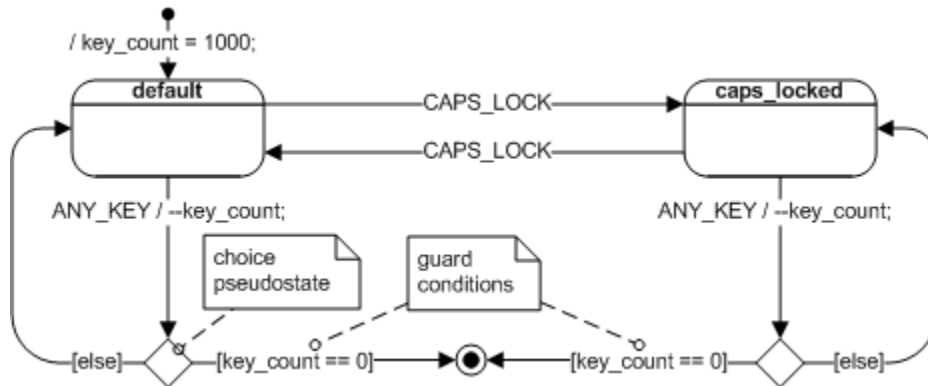 / key_count = 1000;
default
caps_locked
CAPS_LOCK
CAPS_LOCK
ANY_KEY / --key_count;
ANY_KEY / --key_count;
choice
pseudostate
guard
conditions
[else]
[key_count == 0]
[key_count == 0]
[else]